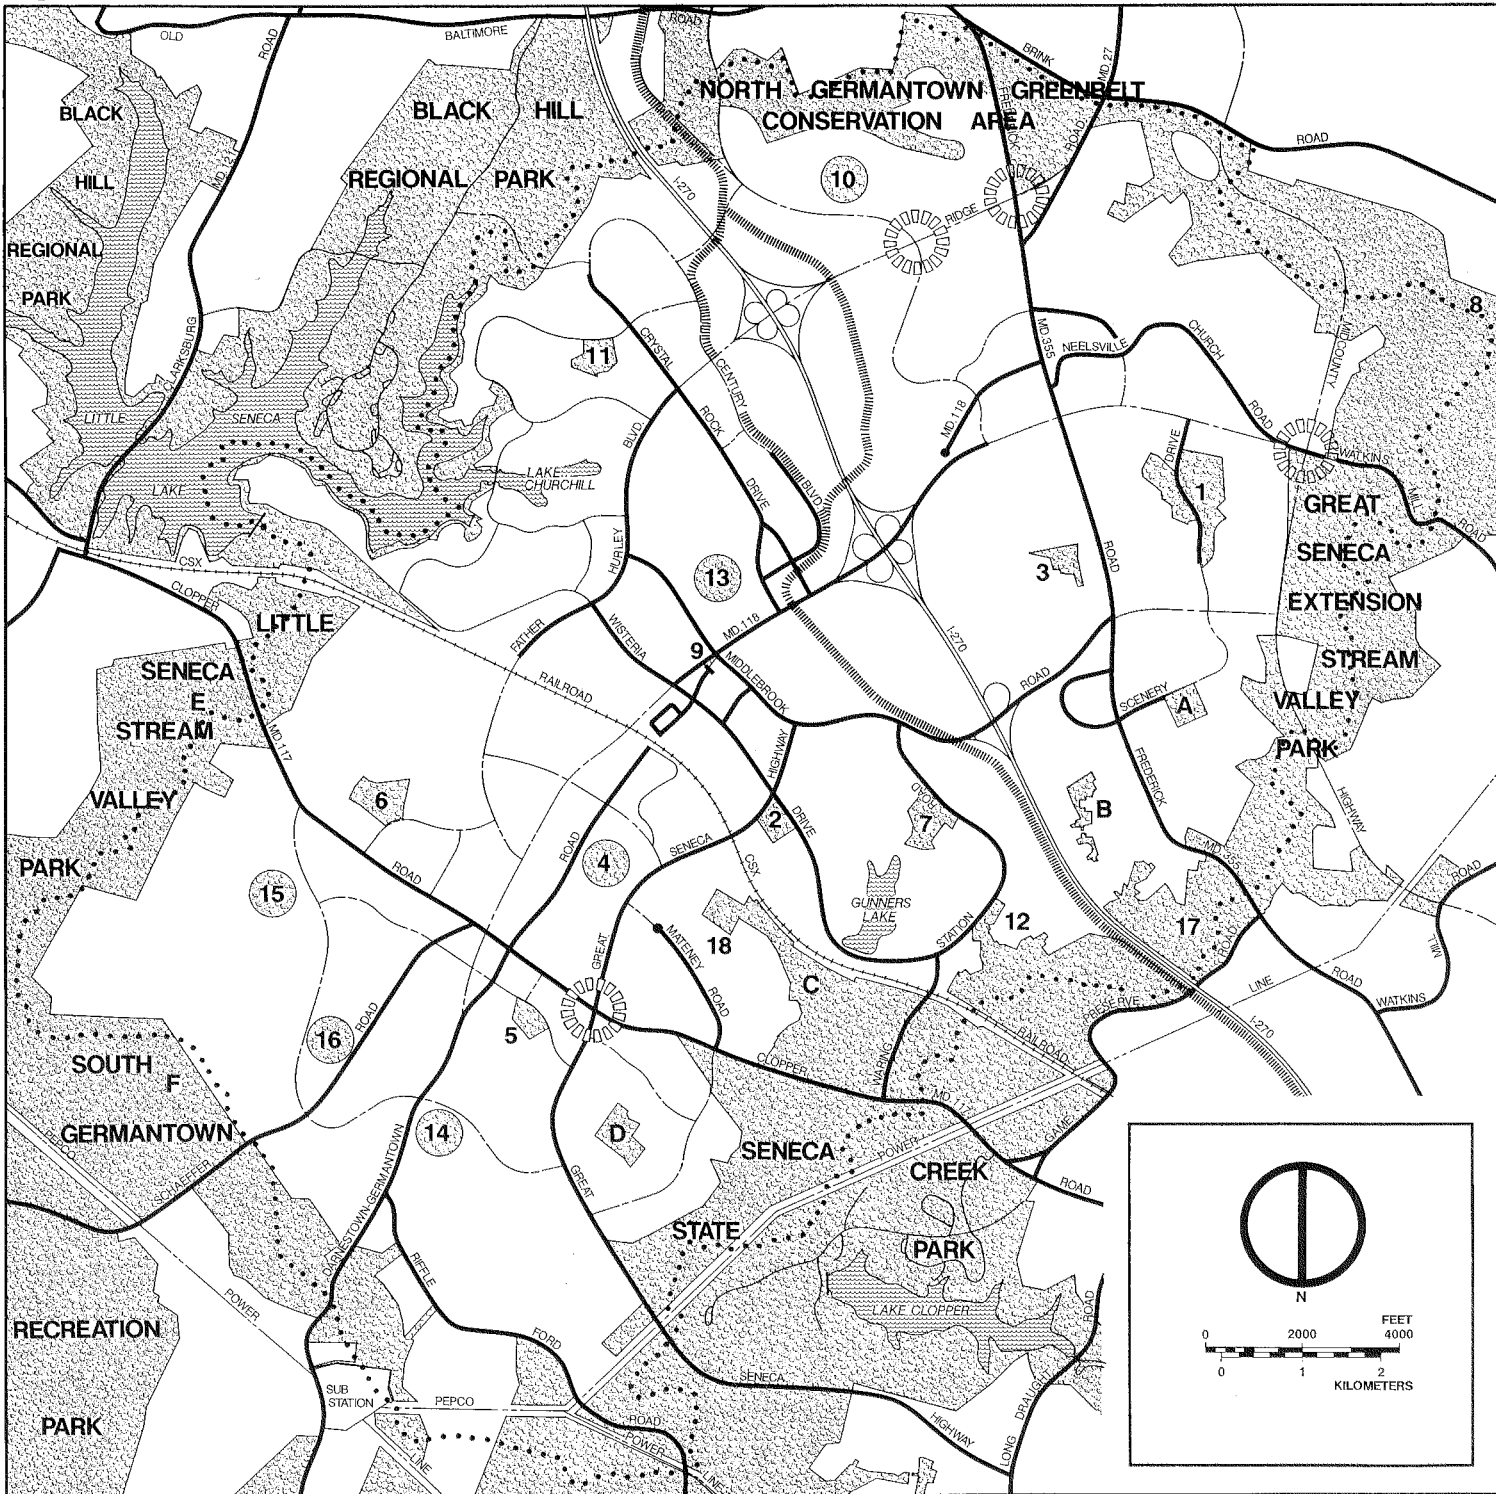 OLD
ROAD
BALTIMORE
ROAD
BRINK
MD 27
ROAD
NORTH GERMANTOWN GREENBELT
CONSERVATION AREA
ROAD
BLACK
HILL
REGIONAL
PARK
BLACK HILL
REGIONAL PARK
I-270
10
RIDGE
8
MIDCOUNTY
CLARKSBURG
LITTLE
SENECA
LAKE
11
CRYSTAL
ROCK
DRIVE
CENTURY
BLVD.
MD 355
NEELSVILLE
CHURCH
ROAD
MD 118
BLVD.
HURLEY
FATHER
LAKE
CHURCHILL
DRIVE
1
WATKINS
MILL
ROAD
GREAT
SENECA
EXTENSION
STREAM
VALLEY
PARK
CSX
CLOPPER
RAILROAD
13
3
ROAD
LITTLE
SENECA
E
STREAM
VALLEY
PARK
WISTERIA
9
MD 118
MIDDLEBROOK
I-270
ROAD
SCENERY
A
MD 117
HIGHWAY
FREDERICK
HIGHWAY
6
ROAD
ROAD
4
SENECA
2
DRIVE
CSX
ROAD
7
B
MD 355
ROAD
15
GUNNERS
LAKE
STATION
12
17
ROAD
GREAT
MATENEY
ROAD
18
C
16
ROAD
5
PRESERVE
LINE
ROAD
WATKINS
MILL
SOUTH
F
GERMANTOWN
RECREATION
PARK
CLOPPER
WARING
RAILROAD
I-270
PEPCO
SCHAEFFER
14
D
GREAT
MD 117
GAME
POWER
ROAD
SENECA
CREEK
STATE
PARK
DARNESTOWN-GERMANTOWN
RIFFLE
FORD
ROAD
POWER
LAKE CLOPPER
ROAD
SUB
STATION
PEPCO
LINE
POWER
LINE
SENECA
HIGHWAY
LONG
N
FEET
0 2000 4000
0 1 2
KILOMETERS